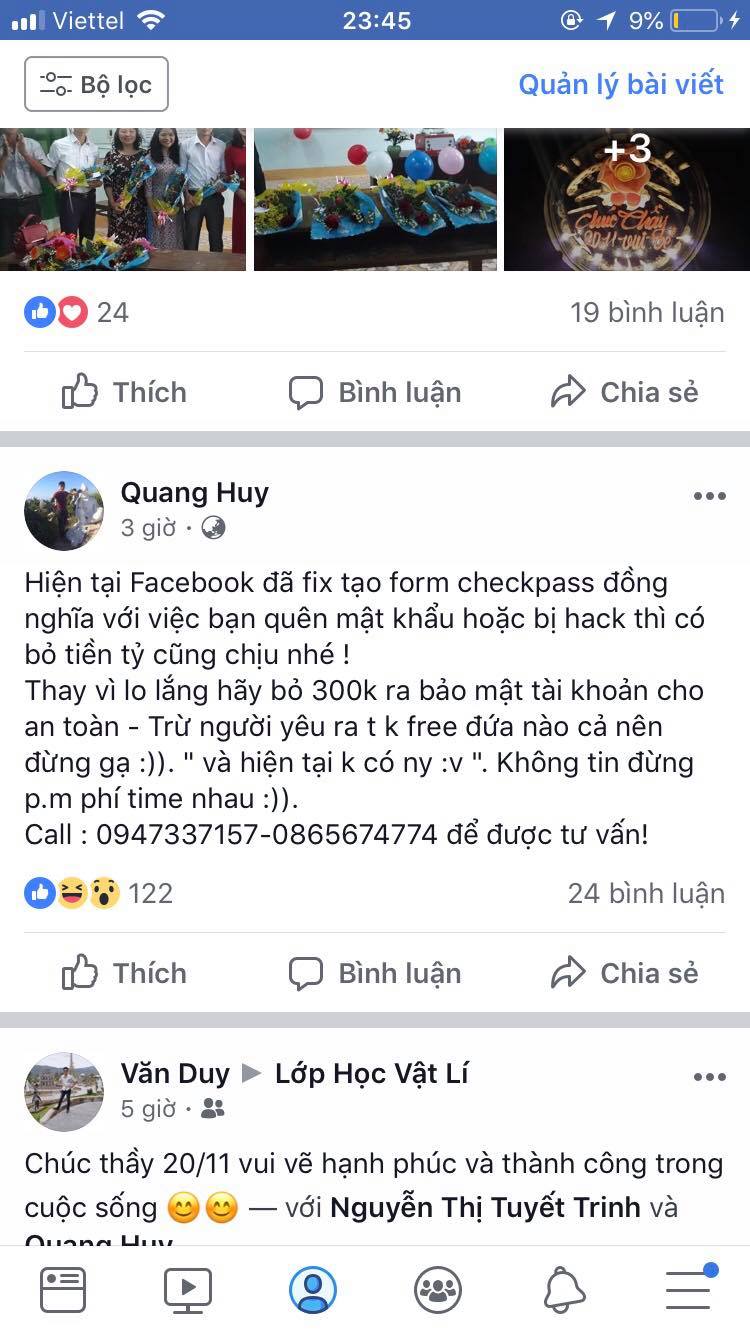 Viettel 23:45 9%
Bộ lọc Quản lý bài viết
+3
Chúc Thầy
20-11 vui vẻ
24 19 bình luận
Thích Bình luận Chia sẻ
Quang Huy
3 giờ ·
Hiện tại Facebook đã fix tạo form checkpass đồng
nghĩa với việc bạn quên mật khẩu hoặc bị hack thì có
bỏ tiền tỷ cũng chịu nhé !
Thay vì lo lắng hãy bỏ 300k ra bảo mật tài khoản cho
an toàn - Trừ người yêu ra t k free đứa nào cả nên
đừng gạ :)). " và hiện tại k có ny :v ". Không tin đừng
p.m phí time nhau :)).
Call : 0947337157-0865674774 để được tư vấn!
122 24 bình luận
Thích Bình luận Chia sẻ
Văn Duy ▶ Lớp Học Vật Lí
5 giờ ·
Chúc thầy 20/11 vui vẽ hạnh phúc và thành công trong
cuộc sống 😊😊 — với Nguyễn Thị Tuyết Trinh và
Quang Huy